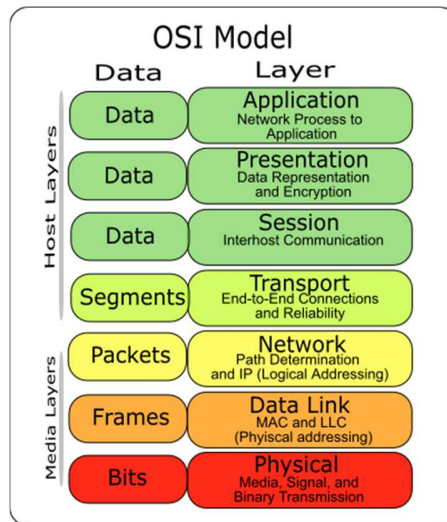 OSI Model
Data Layer
Host Layers
Data
Application
Network Process to
Application
Data
Presentation
Data Representation
and Encryption
Data
Session
Interhost Communication
Segments
Transport
End-to-End Connections
and Reliability
Media Layers
Packets
Network
Path Determination
and IP (Logical Addressing)
Frames
Data Link
MAC and LLC
(Phyiscal addressing)
Bits
Physical
Media, Signal, and
Binary Transmission